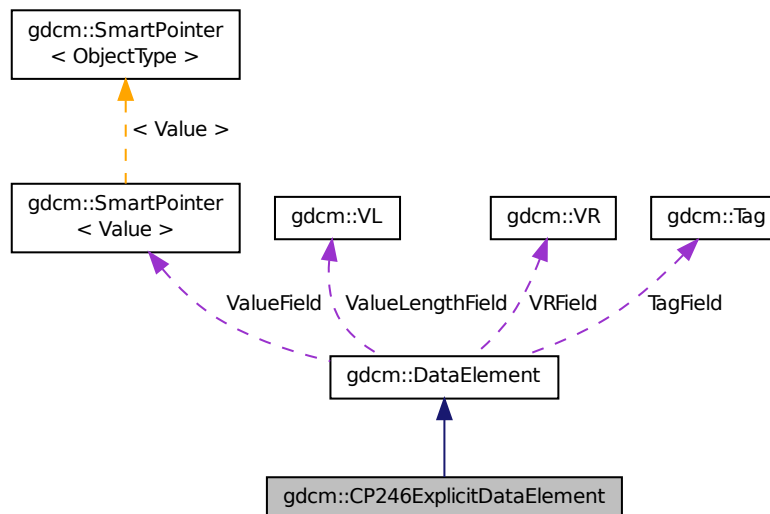 gdcm::SmartPointer
< ObjectType >
< Value >
gdcm::SmartPointer
< Value >
gdcm::VL
gdcm::VR
gdcm::Tag
ValueField
ValueLengthField
VRField
TagField
gdcm::DataElement
gdcm::CP246ExplicitDataElement